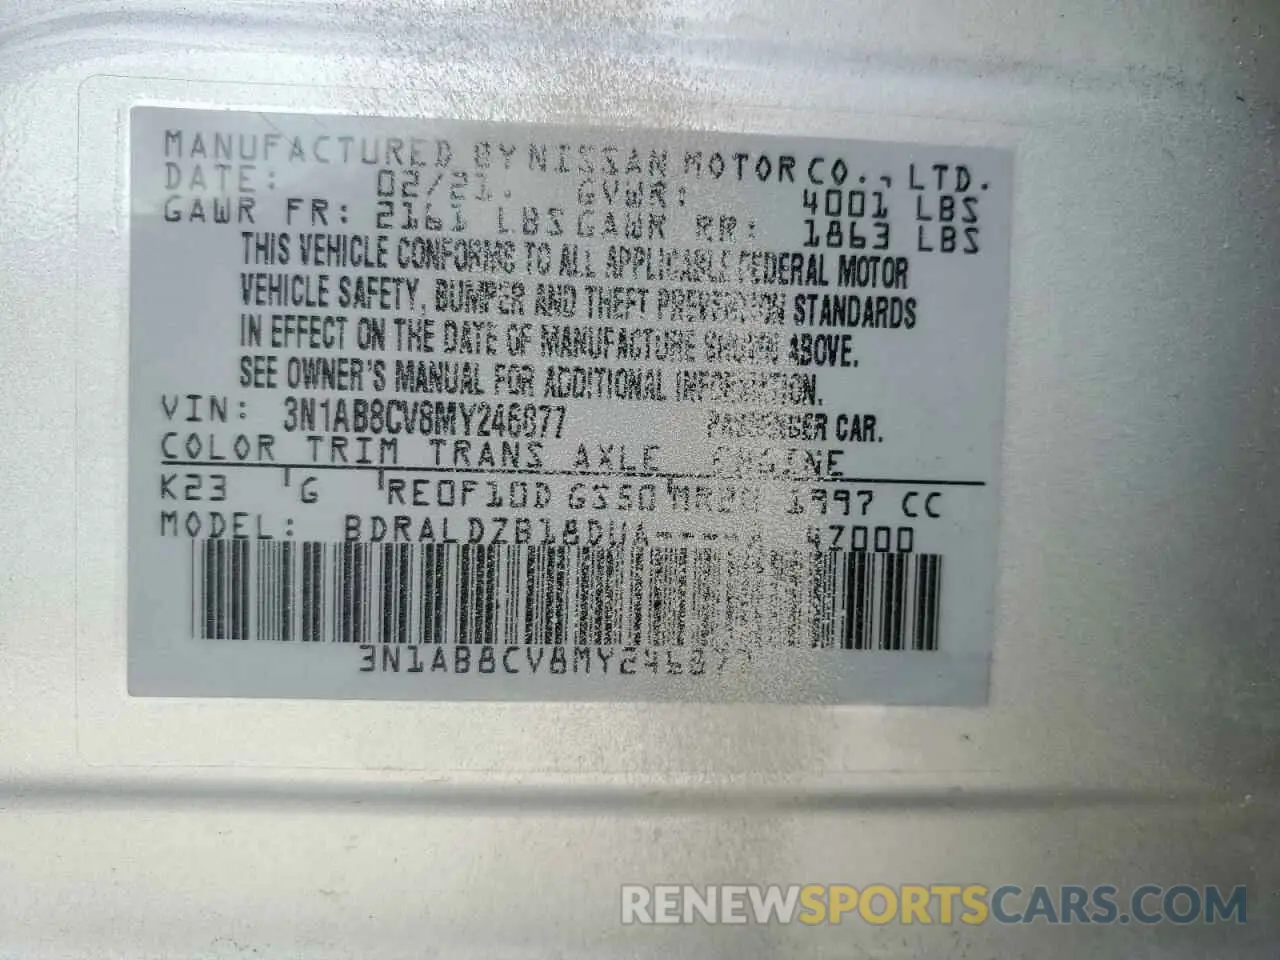 MANUFACTURED BY NISSAN MOTOR CO., LTD.
DATE: 02/21. GVWR: 4001 LBS
GAWR FR: 2161 LBS GAWR RR: 1863 LBS
THIS VEHICLE CONFORMS TO ALL APPLICABLE FEDERAL MOTOR
VEHICLE SAFETY, BUMPER AND THEFT PREVENTION STANDARDS
IN EFFECT ON THE DATE OF MANUFACTURE SHOWN ABOVE.
SEE OWNER'S MANUAL FOR ADDITIONAL INFORMATION.
VIN: 3N1AB8CV8MY246877 PASSENGER CAR.
COLOR TRIM TRANS AXLE ENGINE
K23 G RE0F10D GS50 MR20 1997 CC
MODEL: BDRALDZB18DUA----A 4Z000
3N1AB8CV8MY246877
RENEWSPORTSCARS.COM